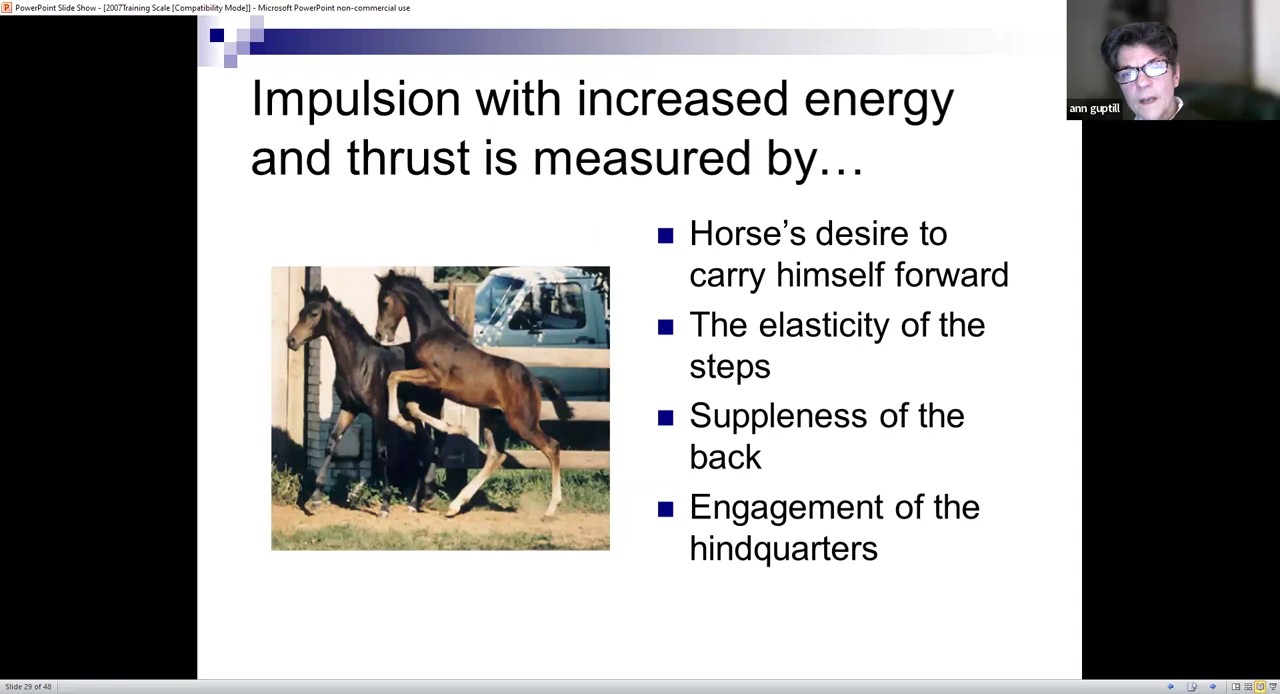 PowerPoint Slide Show - [2007Training Scale [Compatibility Mode]] - Microsoft PowerPoint non-commercial use
ann guptill
Impulsion with increased energy
and thrust is measured by…
■ Horse’s desire to
carry himself forward
■ The elasticity of the
steps
■ Suppleness of the
back
■ Engagement of the
hindquarters
Slide 29 of 48